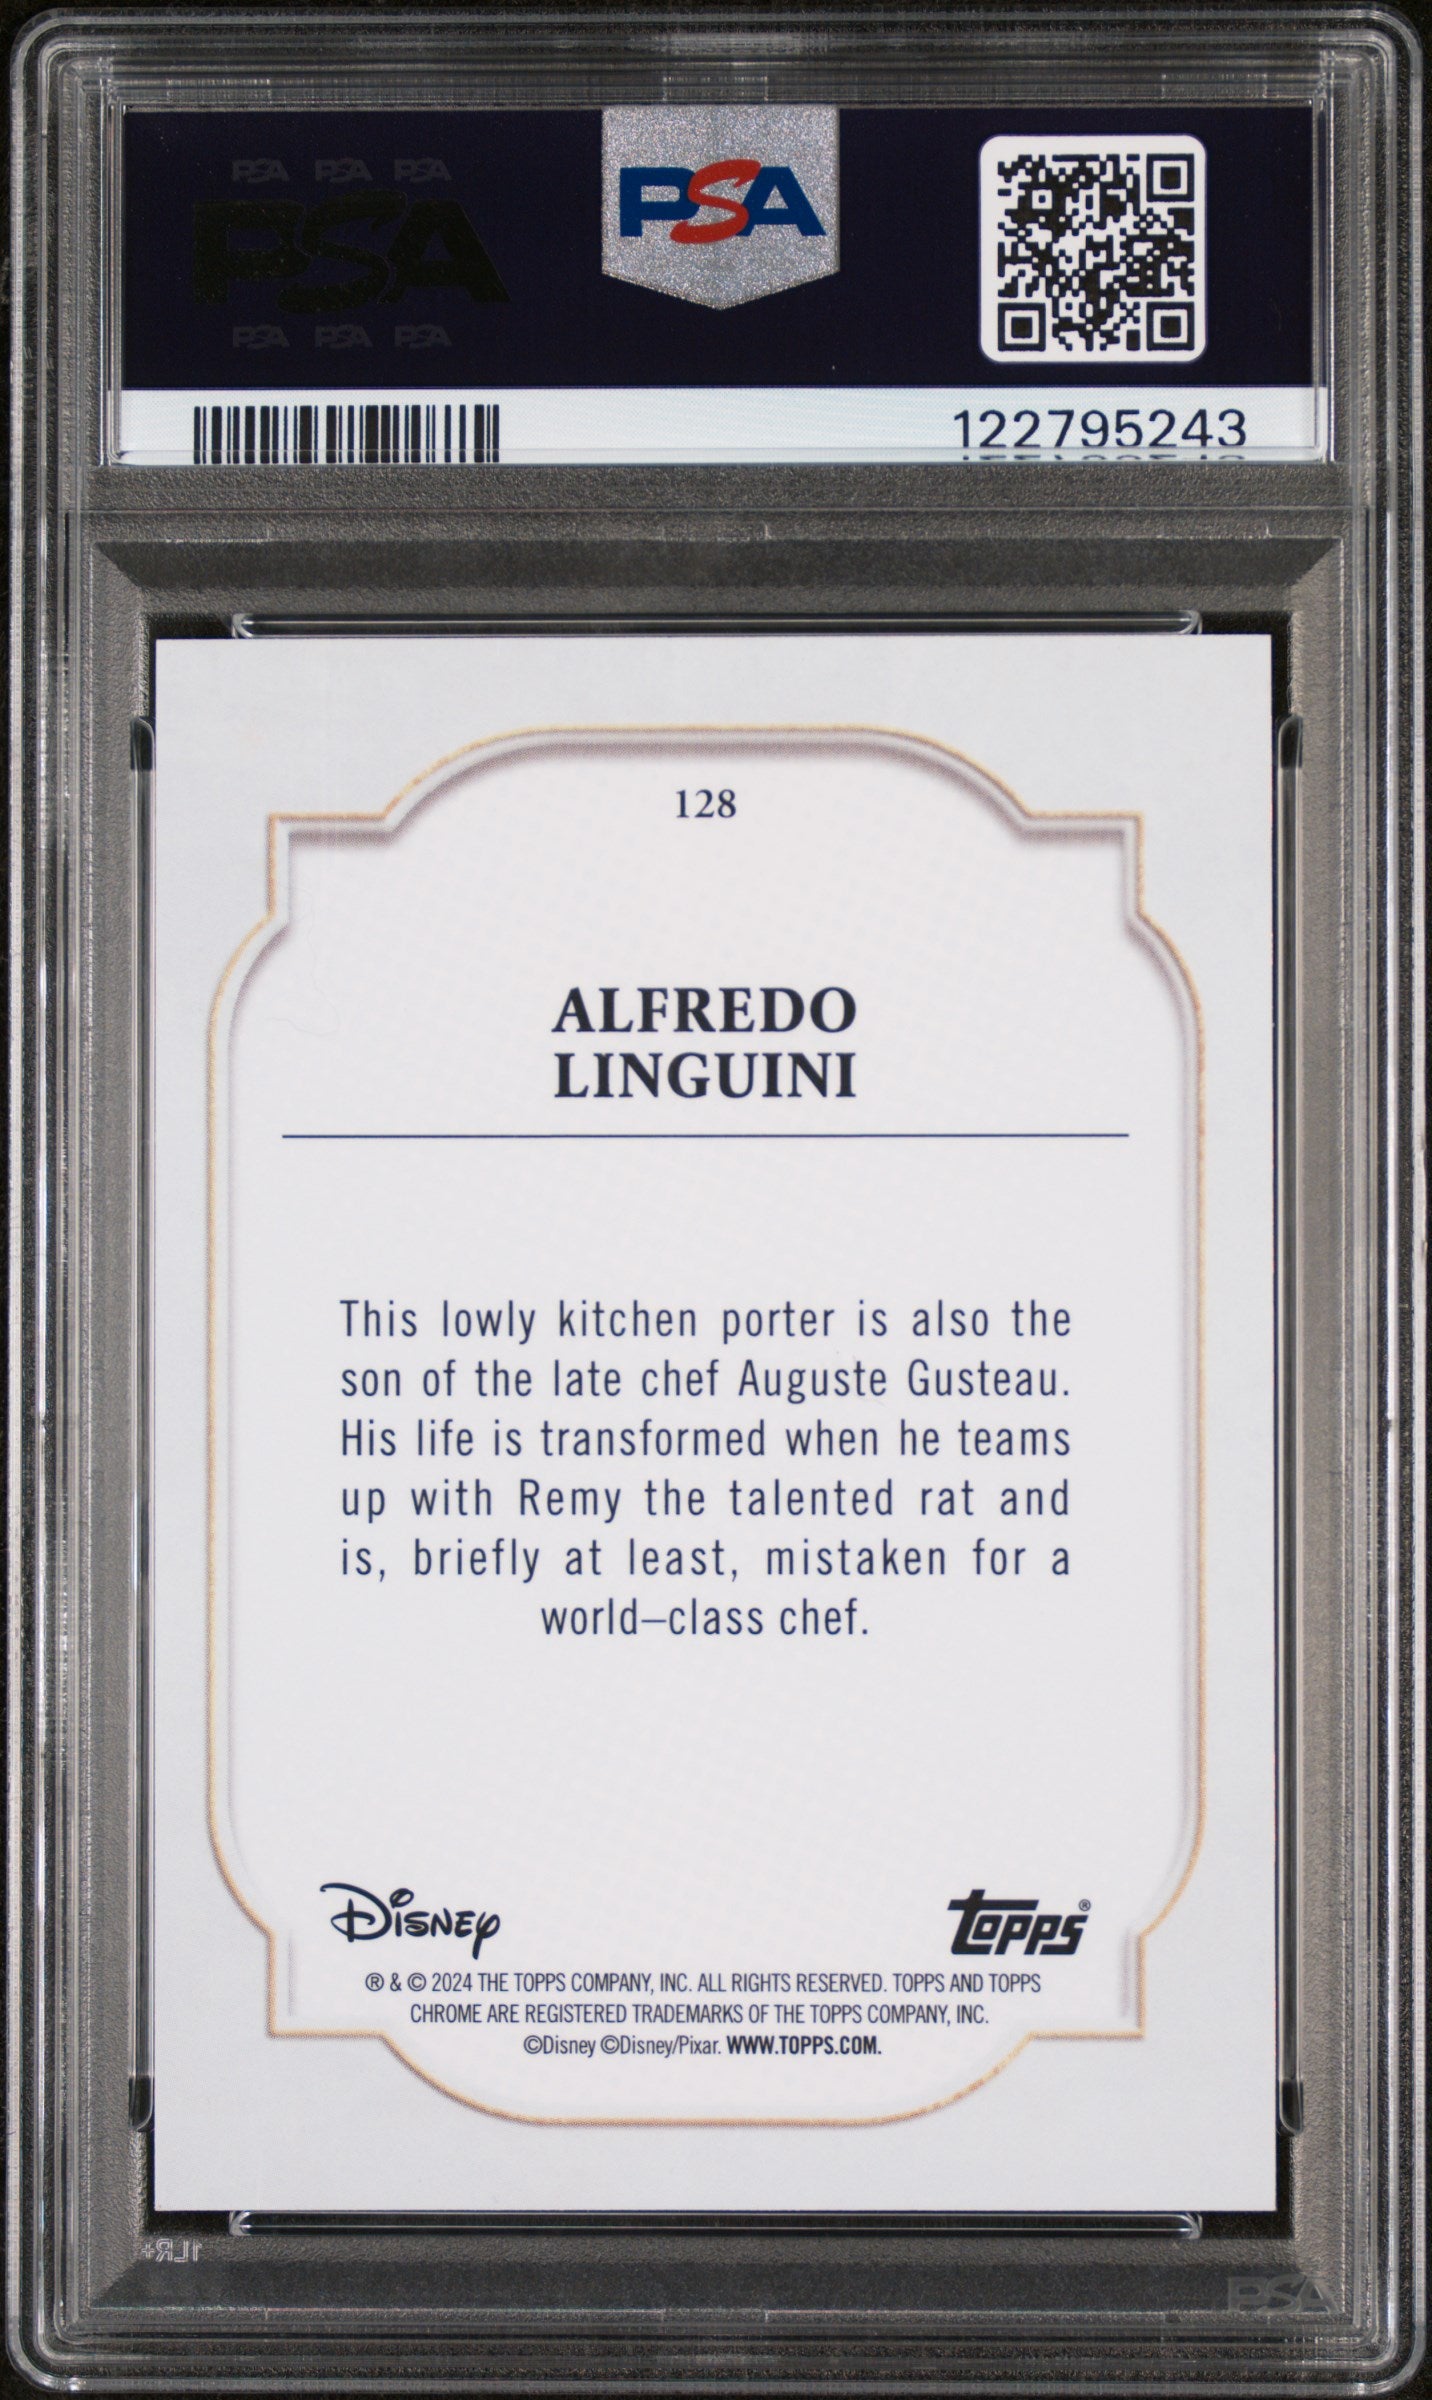 PSA PSA PSA
PSA
PSA PSA PSA
PSA
122795243
128
ALFREDO
LINGUINI
This lowly kitchen porter is also the
son of the late chef Auguste Gusteau.
His life is transformed when he teams
up with Remy the talented rat and
is, briefly at least, mistaken for a
world–class chef.
Disney
Topps®
® & © 2024 THE TOPPS COMPANY, INC. ALL RIGHTS RESERVED. TOPPS AND TOPPS
CHROME ARE REGISTERED TRADEMARKS OF THE TOPPS COMPANY, INC.
©Disney ©Disney/Pixar. WWW.TOPPS.COM.
1LR+
PSA